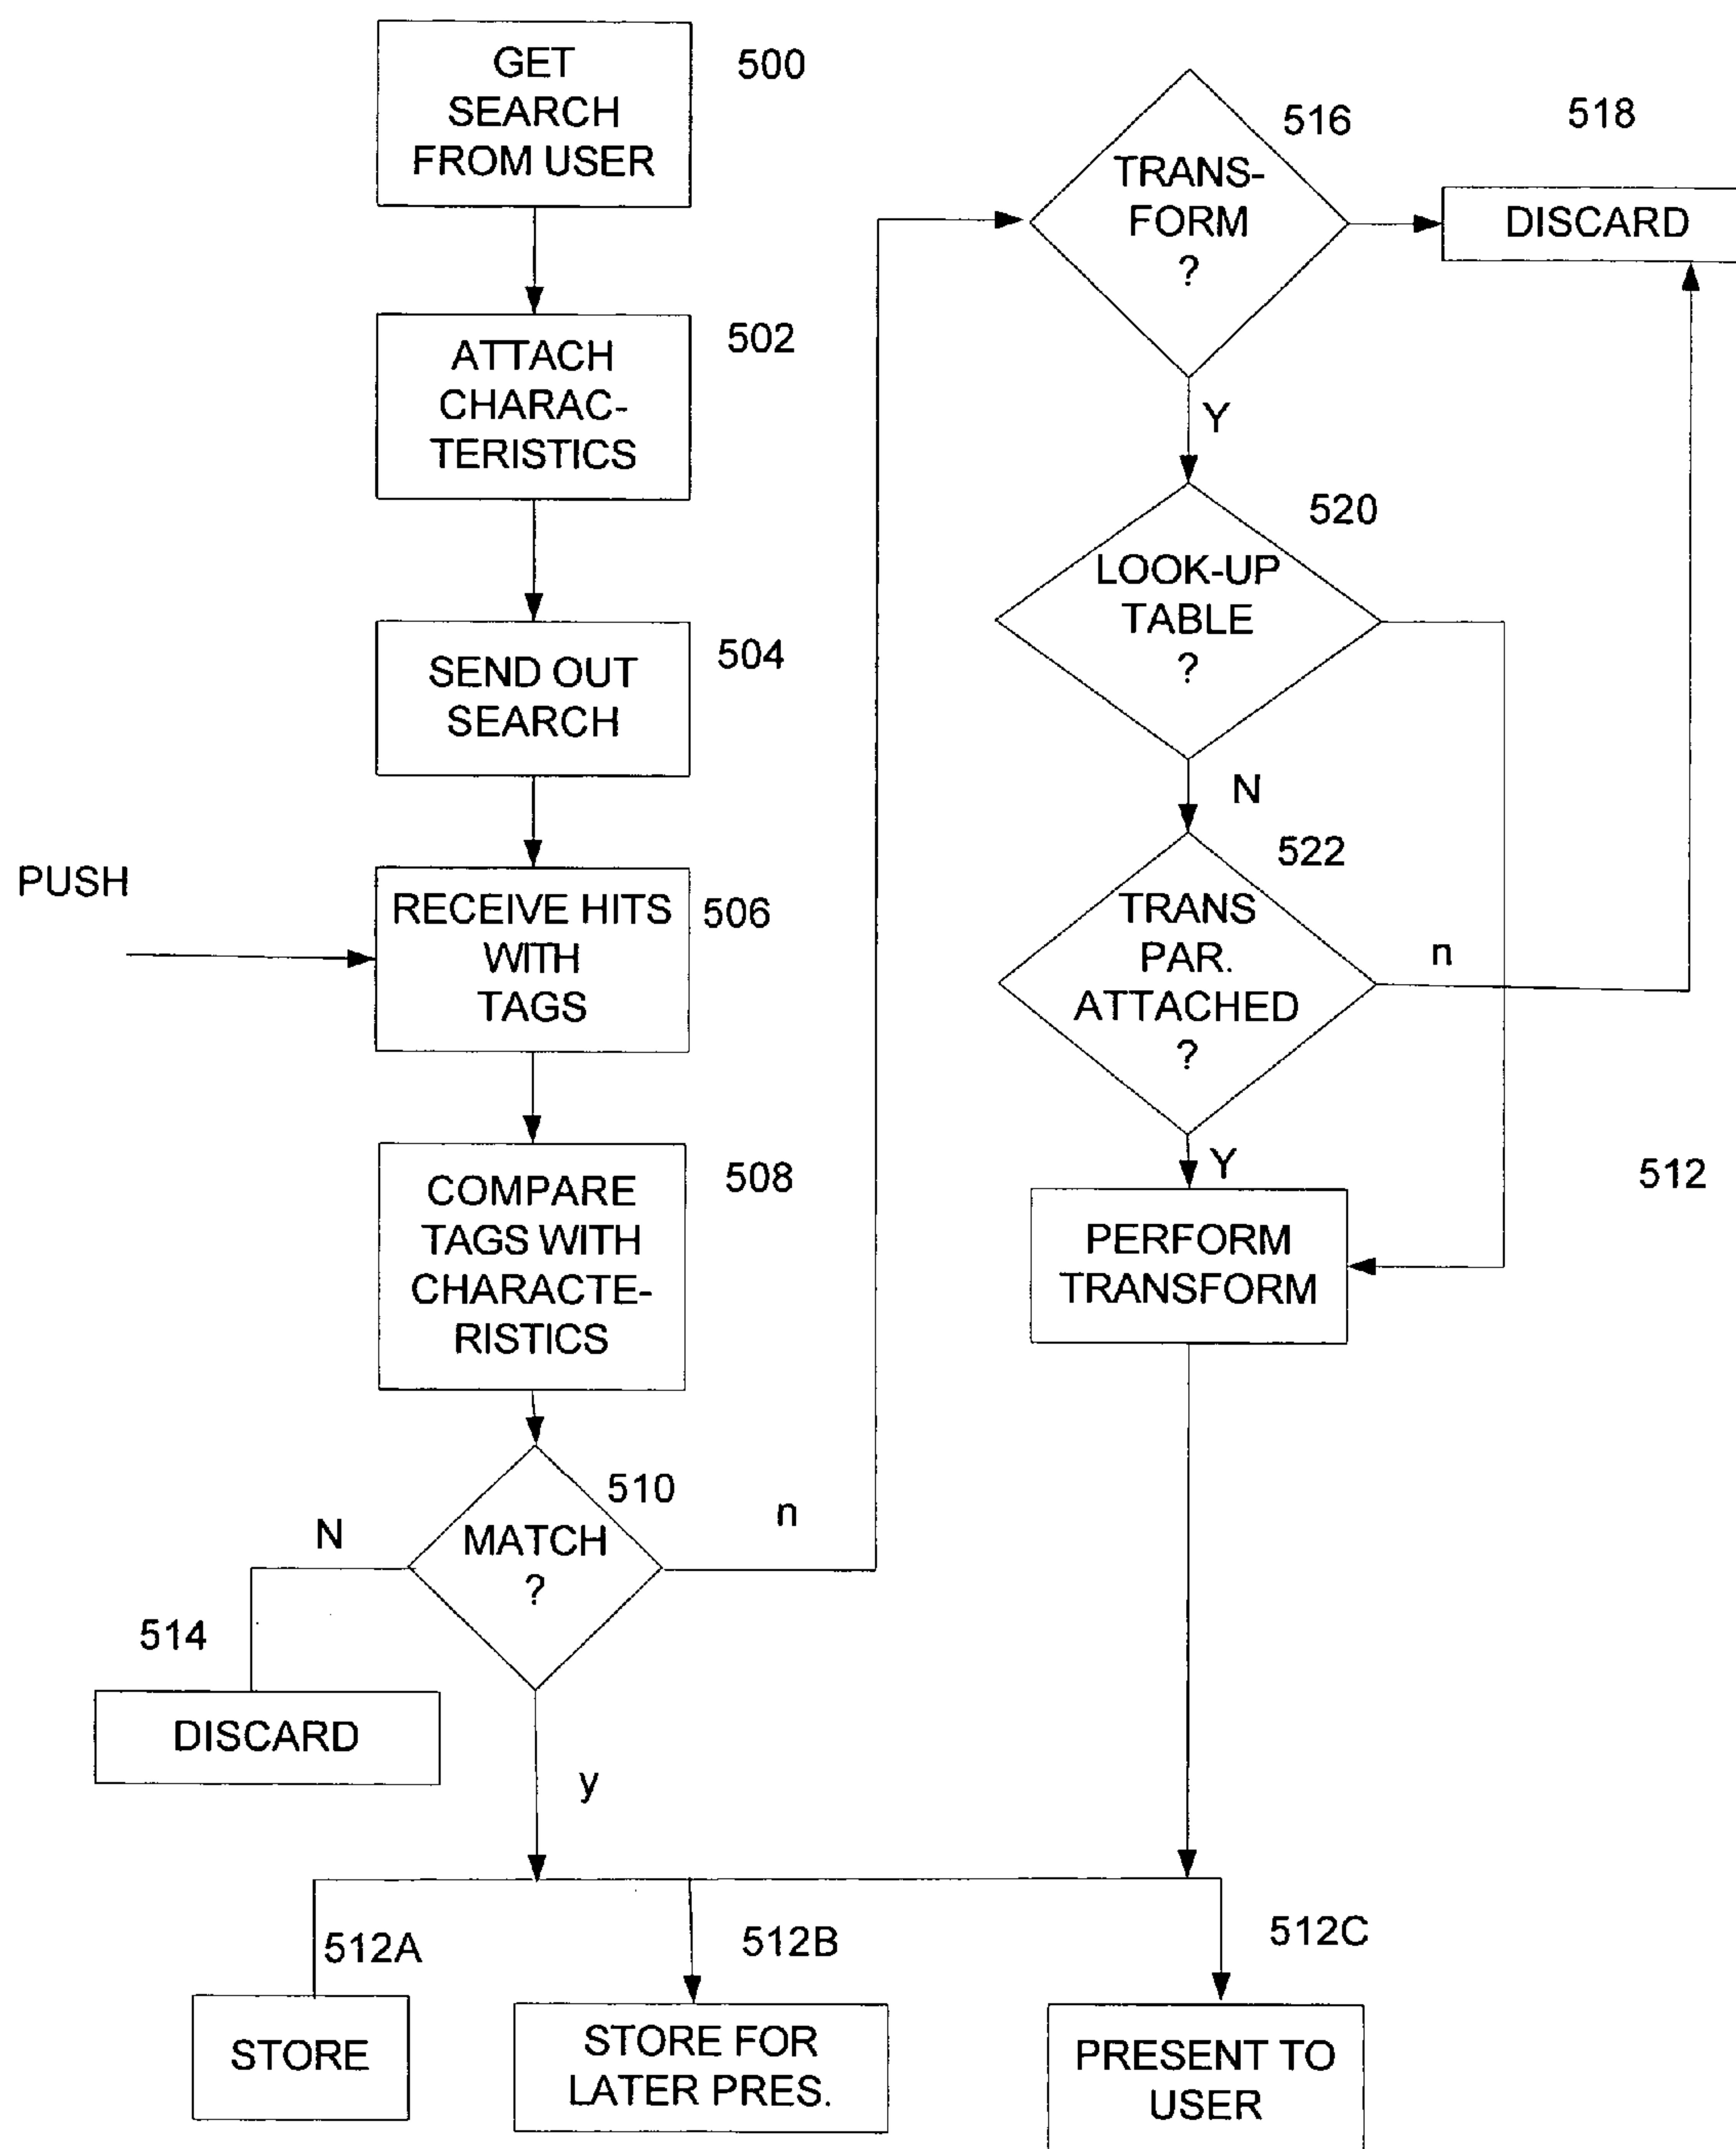 GET
SEARCH
FROM USER
500
ATTACH
CHARAC-
TERISTICS
502
SEND OUT
SEARCH
504
PUSH
RECEIVE HITS
WITH
TAGS
506
COMPARE
TAGS WITH
CHARACTE-
RISTICS
508
MATCH
?
510
N
n
514
DISCARD
y
TRANS-
FORM
?
516
518
DISCARD
Y
LOOK-UP
TABLE
?
520
N
TRANS
PAR.
ATTACHED
?
522
n
Y
PERFORM
TRANSFORM
512
512A
STORE
512B
STORE FOR
LATER PRES.
512C
PRESENT TO
USER